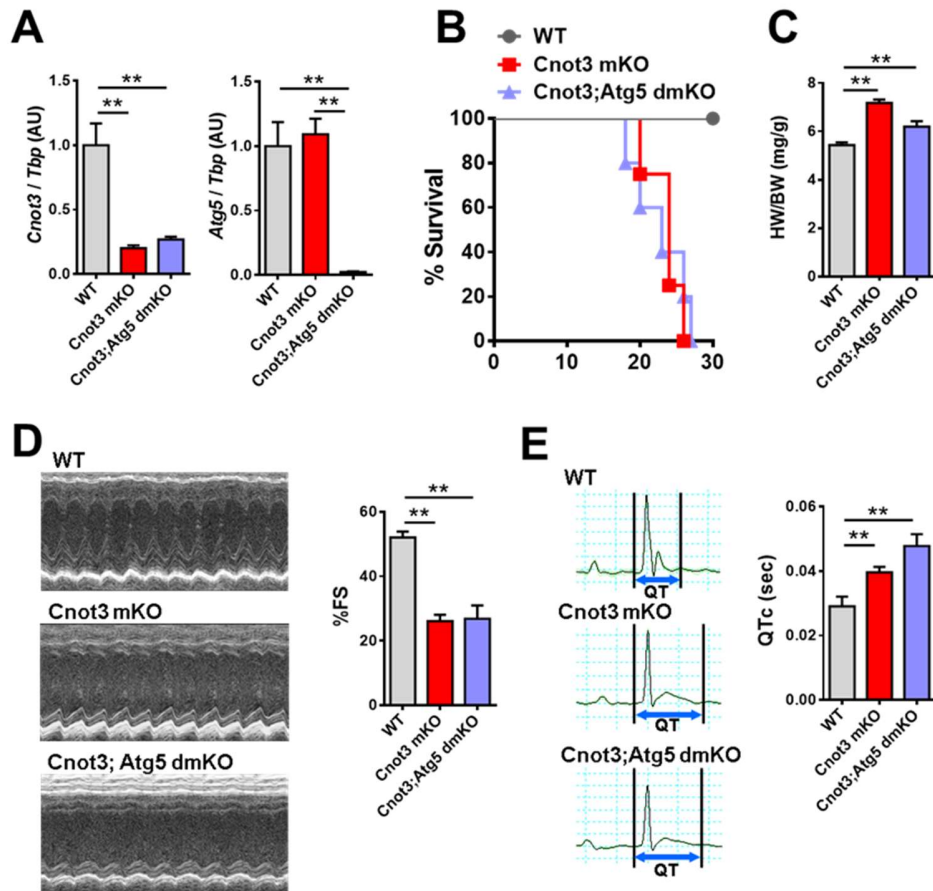 A
Cnot3 / Tbp (AU)
1.5
1.0
0.5
0.0
**
**
WT
Cnot3 mKO
Cnot3;Atg5 dmKO
Atg5 / Tbp (AU)
1.5
1.0
0.5
0.0
**
**
WT
Cnot3 mKO
Cnot3;Atg5 dmKO
B
WT
Cnot3 mKO
Cnot3;Atg5 dmKO
% Survival
100
80
60
40
20
0
0
10
20
30
C
HW/BW (mg/g)
8
6
4
2
0
**
**
WT
Cnot3 mKO
Cnot3;Atg5 dmKO
D
WT
Cnot3 mKO
Cnot3; Atg5 dmKO
%FS
60
40
20
0
**
**
WT
Cnot3 mKO
Cnot3;Atg5 dmKO
E
WT
QT
Cnot3 mKO
QT
Cnot3;Atg5 dmKO
QT
QTc (sec)
0.06
0.04
0.02
0.00
**
**
WT
Cnot3 mKO
Cnot3;Atg5 dmKO